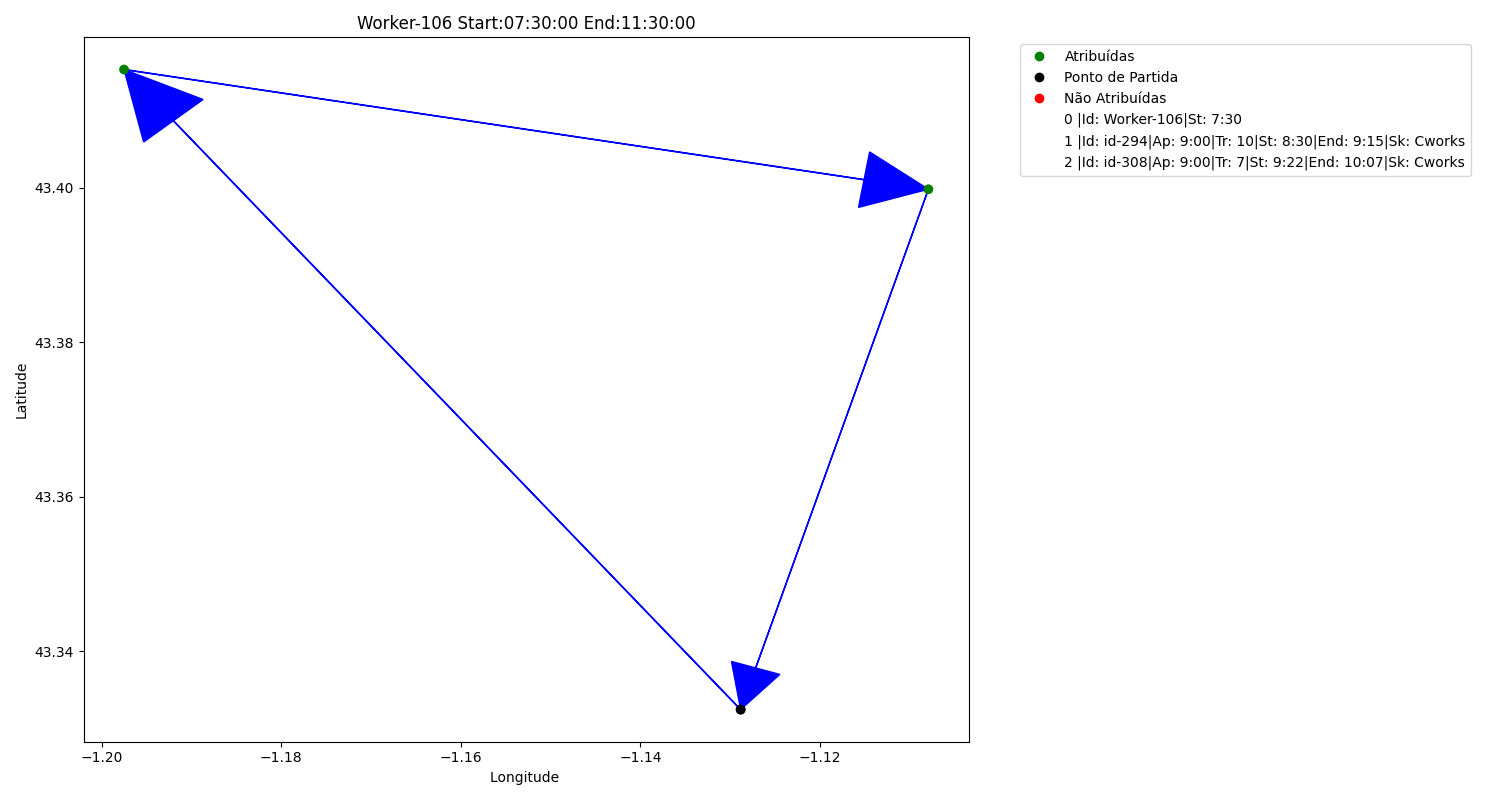 Worker-106 Start:07:30:00 End:11:30:00
Atribuídas
Ponto de Partida
Não Atribuídas
0 |Id: Worker-106|St: 7:30
1 |Id: id-294|Ap: 9:00|Tr: 10|St: 8:30|End: 9:15|Sk: Cworks
2 |Id: id-308|Ap: 9:00|Tr: 7|St: 9:22|End: 10:07|Sk: Cworks
43.40
43.38
43.36
43.34
Latitude
−1.20
−1.18
−1.16
−1.14
−1.12
Longitude